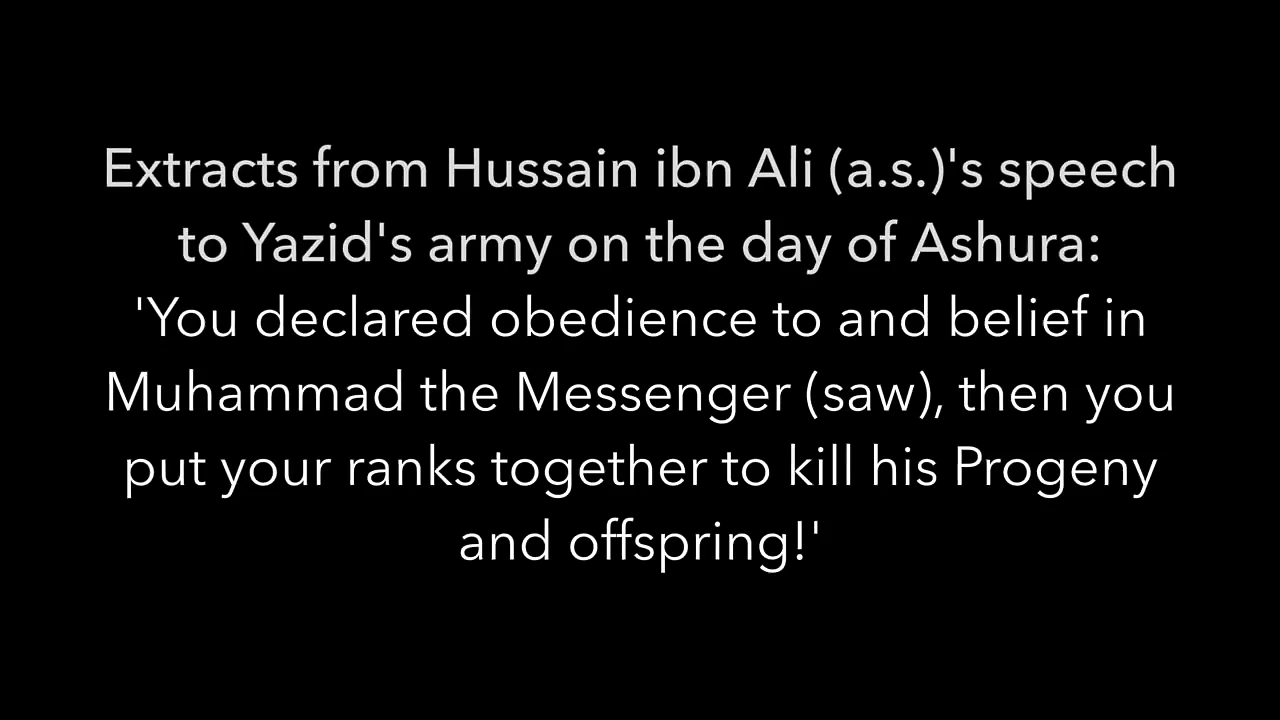 Extracts from Hussain ibn Ali (a.s.)'s speech
to Yazid's army on the day of Ashura:
'You declared obedience to and belief in
Muhammad the Messenger (saw), then you
put your ranks together to kill his Progeny
and offspring!'